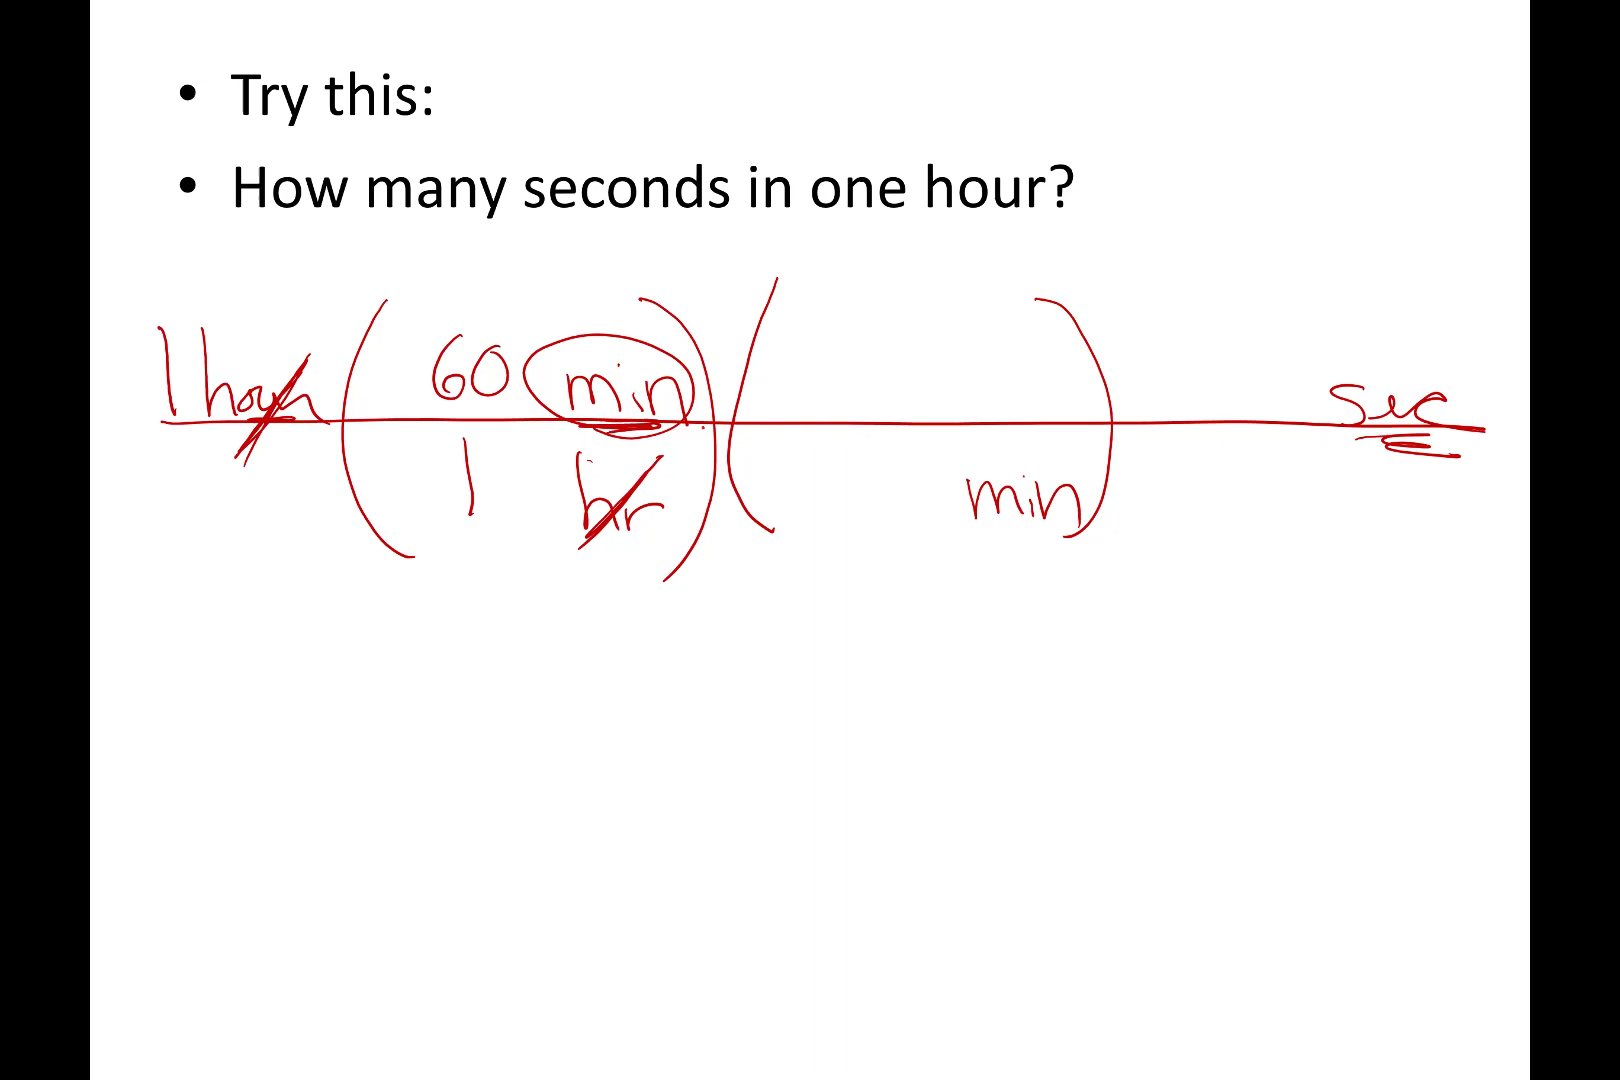 • Try this:
• How many seconds in one hour?
1 hour ( 60 min ) ( ) sec
1 hr min